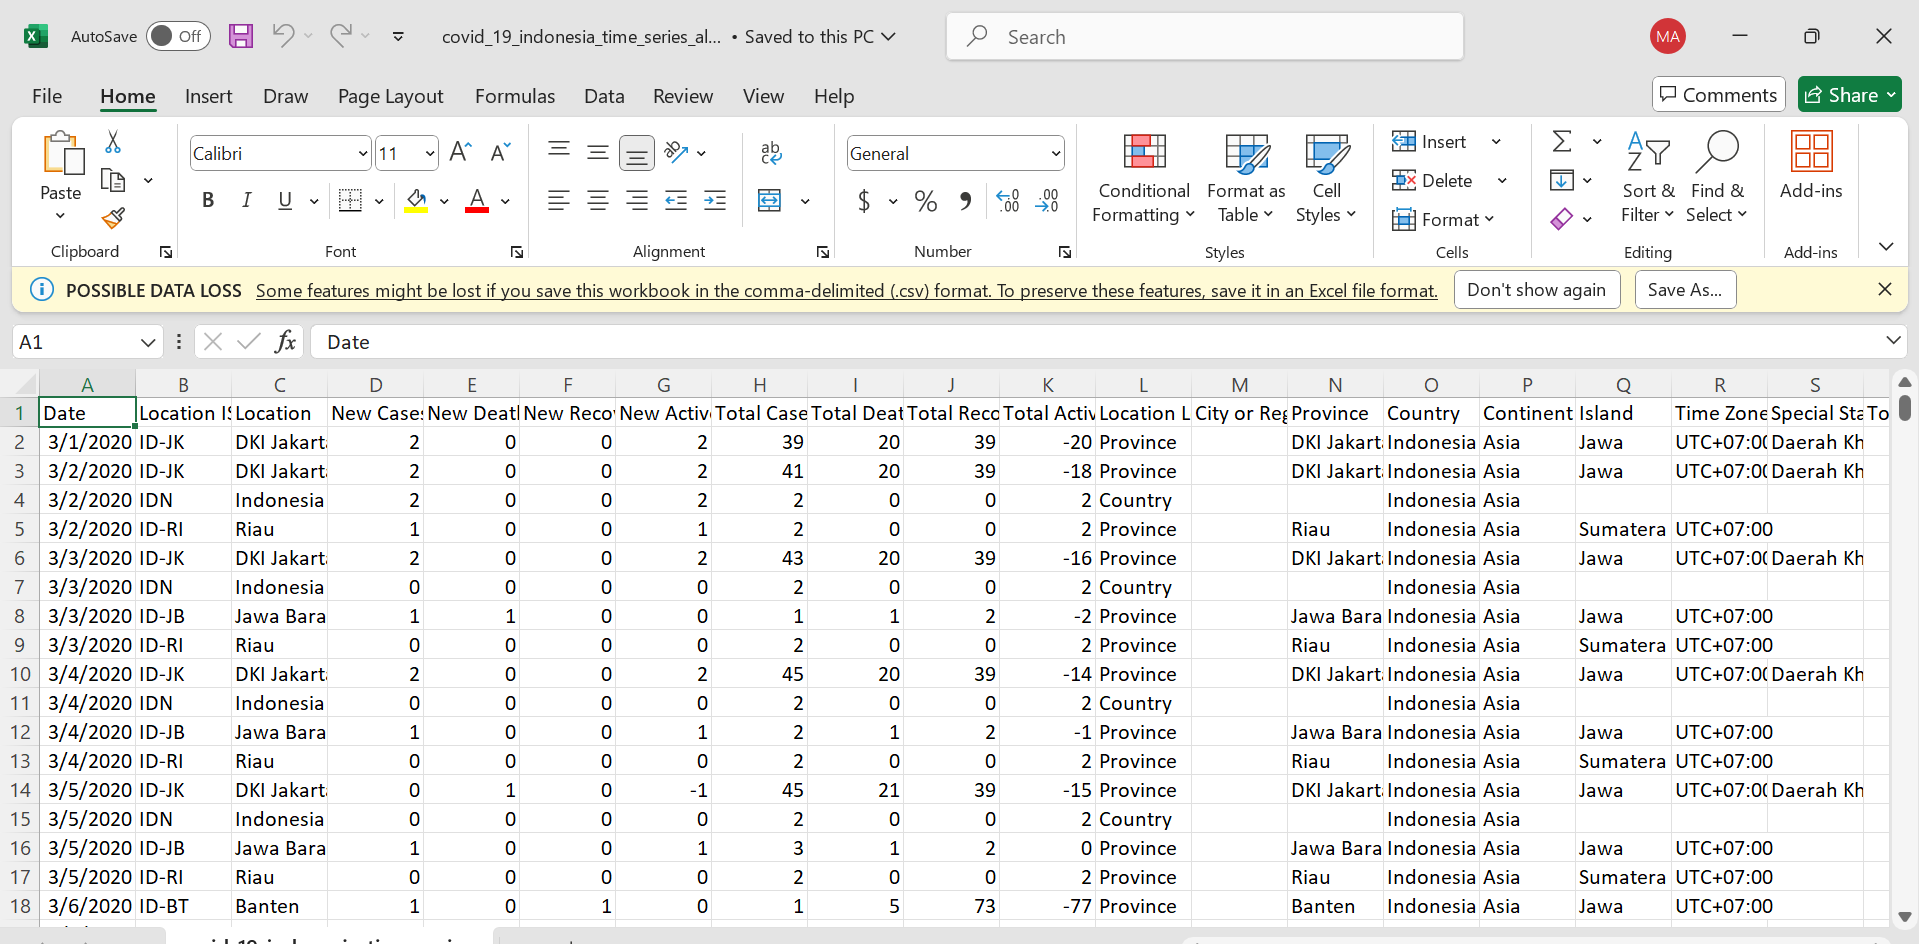 AutoSave Off covid_19_indonesia_time_series_al... • Saved to this PC Search MA
File Home Insert Draw Page Layout Formulas Data Review View Help Comments Share
Paste Calibri 11 General Conditional Formatting Format as Table Cell Styles Insert Delete Format Sort & Filter Find & Select Add-ins
B I U A $ % ab
Clipboard Font Alignment Number Styles Cells Editing Add-ins
POSSIBLE DATA LOSS Some features might be lost if you save this workbook in the comma-delimited (.csv) format. To preserve these features, save it in an Excel file format. Don't show again Save As...
A1 fx Date
A B C D E F G H I J K L M N O P Q R S
1 Date Location IS Location New Cases New Deatl New Reco New Activ Total Case Total Deat Total Reco Total Activ Location L City or Reg Province Country Continent Island Time Zone Special Sta To
2 3/1/2020 ID-JK DKI Jakart 2 0 0 2 39 20 39 -20 Province DKI Jakart Indonesia Asia Jawa UTC+07:00 Daerah Kh
3 3/2/2020 ID-JK DKI Jakart 2 0 0 2 41 20 39 -18 Province DKI Jakart Indonesia Asia Jawa UTC+07:00 Daerah Kh
4 3/2/2020 IDN Indonesia 2 0 0 2 2 0 0 2 Country Indonesia Asia
5 3/2/2020 ID-RI Riau 1 0 0 1 2 0 0 2 Province Riau Indonesia Asia Sumatera UTC+07:00
6 3/3/2020 ID-JK DKI Jakart 2 0 0 2 43 20 39 -16 Province DKI Jakart Indonesia Asia Jawa UTC+07:00 Daerah Kh
7 3/3/2020 IDN Indonesia 0 0 0 0 2 0 0 2 Country Indonesia Asia
8 3/3/2020 ID-JB Jawa Bara 1 1 0 0 1 1 2 -2 Province Jawa Bara Indonesia Asia Jawa UTC+07:00
9 3/3/2020 ID-RI Riau 0 0 0 0 2 0 0 2 Province Riau Indonesia Asia Sumatera UTC+07:00
10 3/4/2020 ID-JK DKI Jakart 2 0 0 2 45 20 39 -14 Province DKI Jakart Indonesia Asia Jawa UTC+07:00 Daerah Kh
11 3/4/2020 IDN Indonesia 0 0 0 0 2 0 0 2 Country Indonesia Asia
12 3/4/2020 ID-JB Jawa Bara 1 0 0 1 2 1 2 -1 Province Jawa Bara Indonesia Asia Jawa UTC+07:00
13 3/4/2020 ID-RI Riau 0 0 0 0 2 0 0 2 Province Riau Indonesia Asia Sumatera UTC+07:00
14 3/5/2020 ID-JK DKI Jakart 0 1 0 -1 45 21 39 -15 Province DKI Jakart Indonesia Asia Jawa UTC+07:00 Daerah Kh
15 3/5/2020 IDN Indonesia 0 0 0 0 2 0 0 2 Country Indonesia Asia
16 3/5/2020 ID-JB Jawa Bara 1 0 0 1 3 1 2 0 Province Jawa Bara Indonesia Asia Jawa UTC+07:00
17 3/5/2020 ID-RI Riau 0 0 0 0 2 0 0 2 Province Riau Indonesia Asia Sumatera UTC+07:00
18 3/6/2020 ID-BT Banten 1 0 1 0 1 5 73 -77 Province Banten Indonesia Asia Jawa UTC+07:00